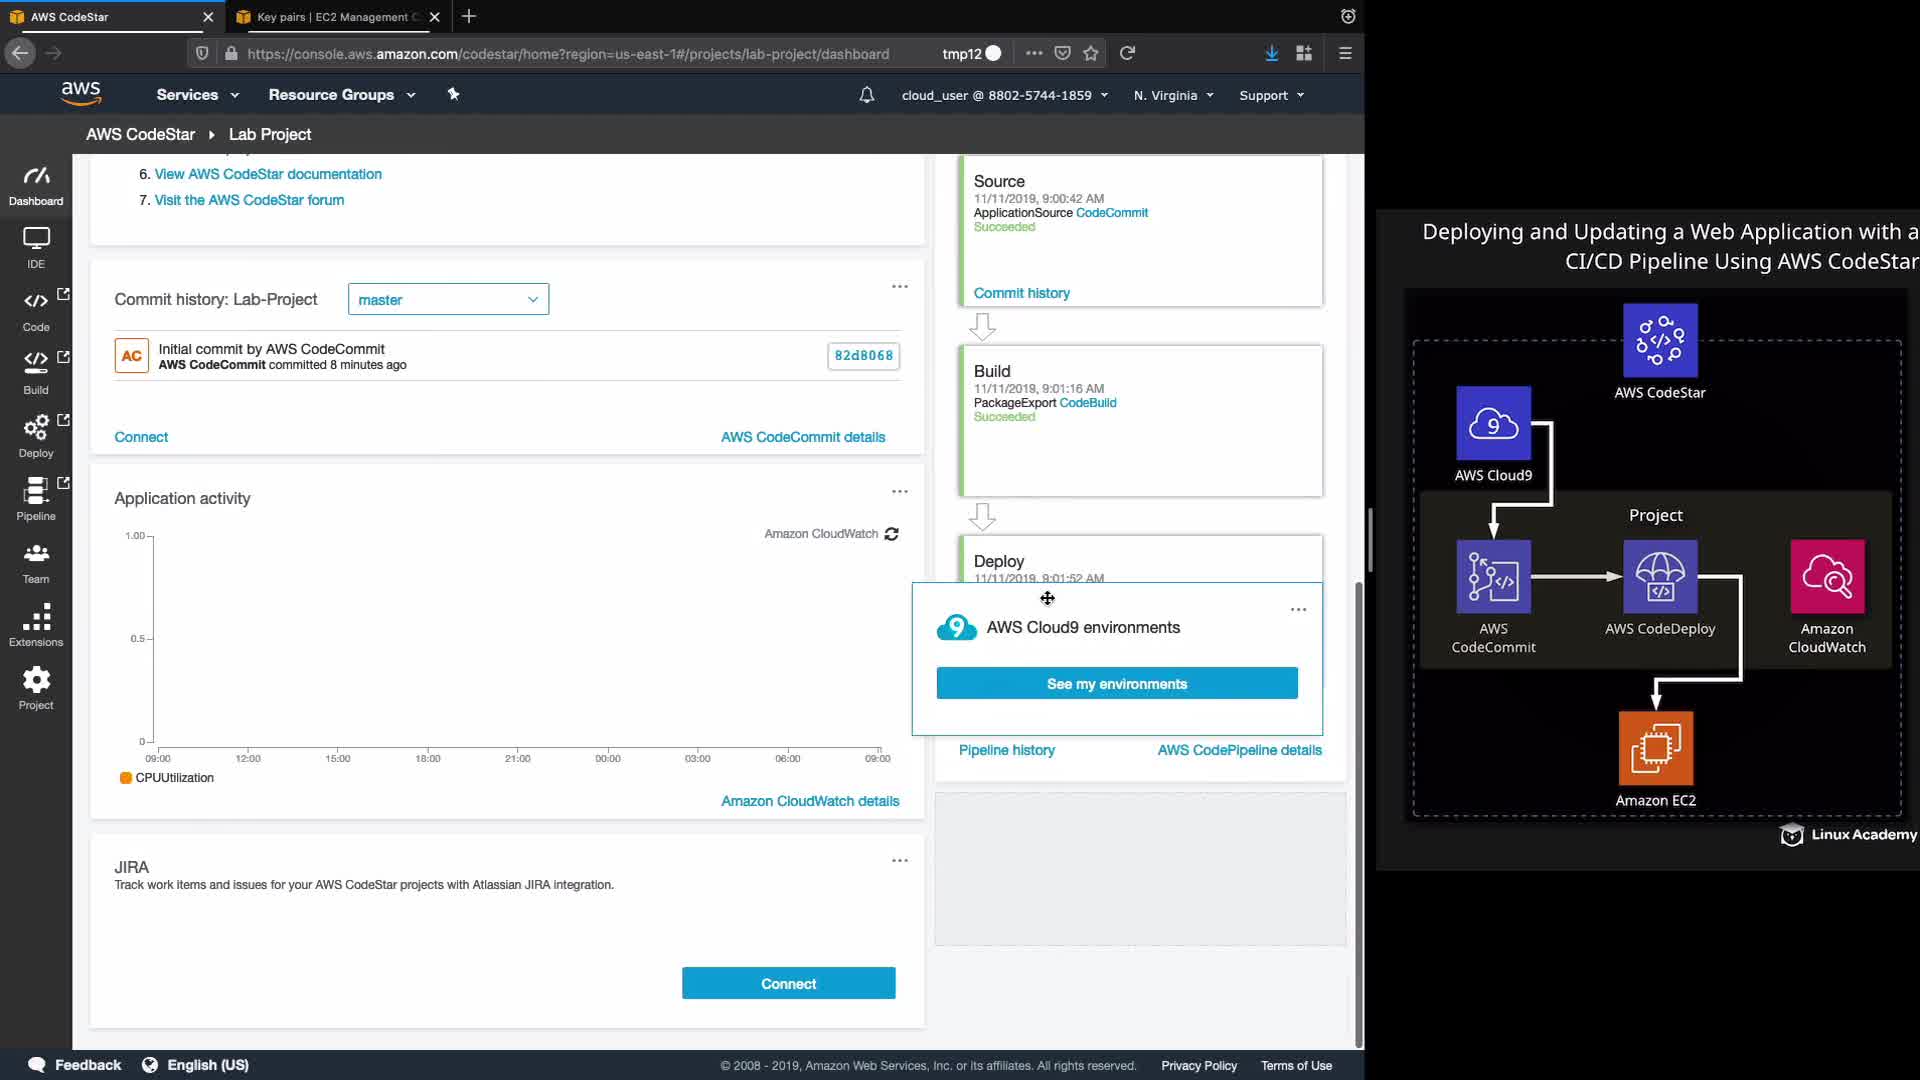 AWS CodeStar
Key pairs | EC2 Management C
https://console.aws.amazon.com/codestar/home?region=us-east-1#/projects/lab-project/dashboard
tmp12
aws
Services
Resource Groups
cloud_user @ 8802-5744-1859
N. Virginia
Support
AWS CodeStar
Lab Project
Dashboard
IDE
Code
Build
Deploy
Pipeline
Team
Extensions
Project
6. View AWS CodeStar documentation
7. Visit the AWS CodeStar forum
Commit history: Lab-Project
master
AC
Initial commit by AWS CodeCommit
AWS CodeCommit committed 8 minutes ago
82d8068
Connect
AWS CodeCommit details
Application activity
Amazon CloudWatch
1.00
0.5
0
09:00
12:00
15:00
18:00
21:00
00:00
03:00
06:00
09:00
CPUUtilization
Amazon CloudWatch details
JIRA
Track work items and issues for your AWS CodeStar projects with Atlassian JIRA integration.
Connect
Source
11/11/2019, 9:00:42 AM
ApplicationSource CodeCommit
Succeeded
Commit history
Build
11/11/2019, 9:01:16 AM
PackageExport CodeBuild
Succeeded
Deploy
11/11/2019, 9:01:52 AM
9
AWS Cloud9 environments
See my environments
Pipeline history
AWS CodePipeline details
Feedback
English (US)
© 2008 - 2019, Amazon Web Services, Inc. or its affiliates. All rights reserved.
Privacy Policy
Terms of Use
Deploying and Updating a Web Application with a
CI/CD Pipeline Using AWS CodeStar
AWS CodeStar
9
AWS Cloud9
Project
AWS
CodeCommit
AWS CodeDeploy
Amazon
CloudWatch
Amazon EC2
Linux Academy